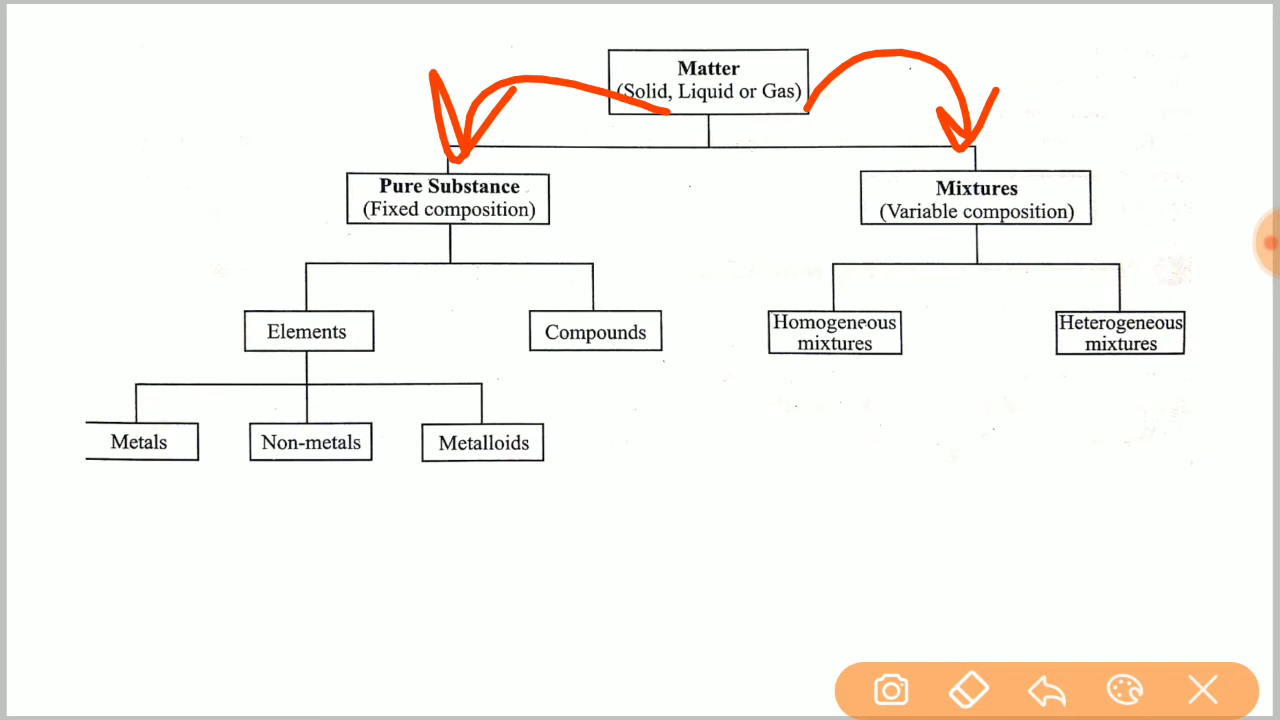 Matter
(Solid, Liquid or Gas)
Pure Substance
(Fixed composition)
Mixtures
(Variable composition)
Elements
Compounds
Homogeneous
mixtures
Heterogeneous
mixtures
Metals
Non-metals
Metalloids